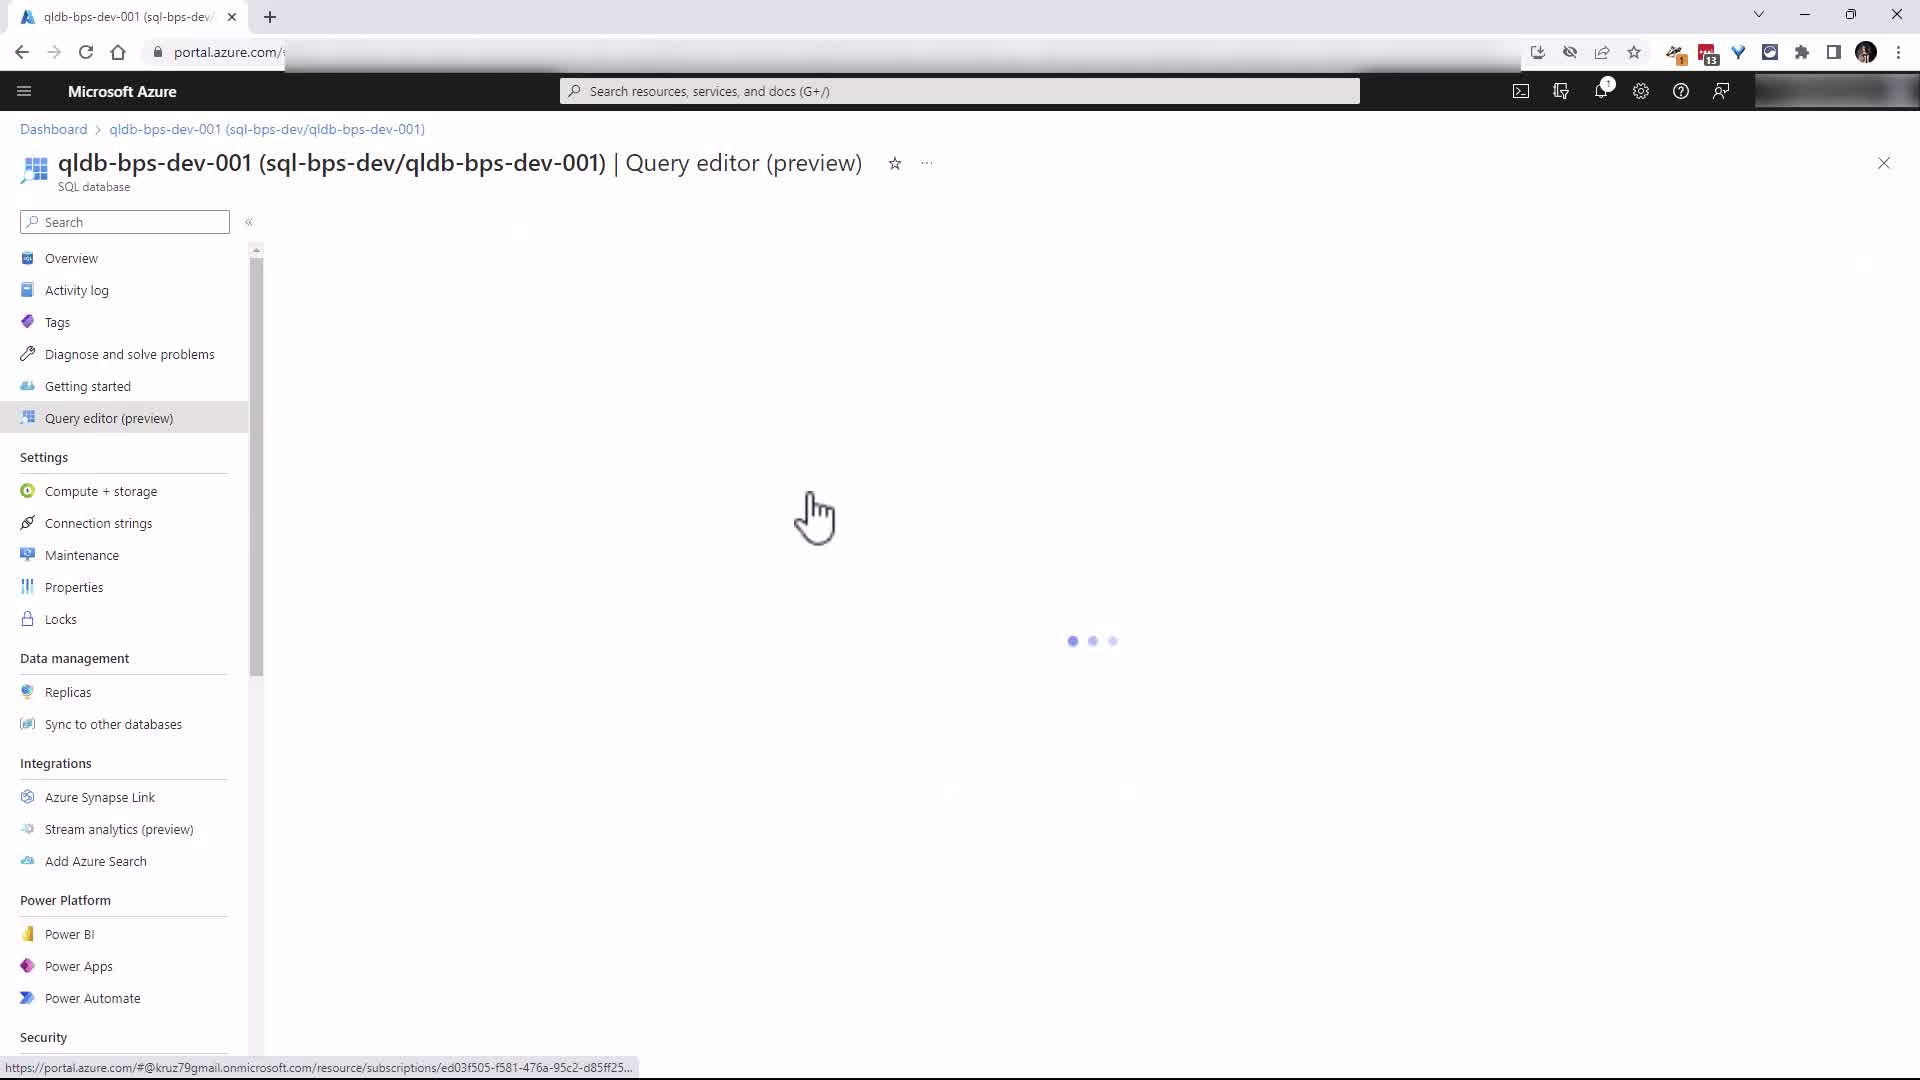 qldb-bps-dev-001 (sql-bps-dev/
portal.azure.com/
1
13
Microsoft Azure
Search resources, services, and docs (G+/)
1
Dashboard > qldb-bps-dev-001 (sql-bps-dev/qldb-bps-dev-001)
qldb-bps-dev-001 (sql-bps-dev/qldb-bps-dev-001) | Query editor (preview)
SQL database
Search
Overview
Activity log
Tags
Diagnose and solve problems
Getting started
Query editor (preview)
Settings
Compute + storage
Connection strings
Maintenance
Properties
Locks
Data management
Replicas
Sync to other databases
Integrations
Azure Synapse Link
Stream analytics (preview)
Add Azure Search
Power Platform
Power BI
Power Apps
Power Automate
Security
https://portal.azure.com/#@kruz79gmail.onmicrosoft.com/resource/subscriptions/ed03f505-f581-476a-95c2-d85ff25...